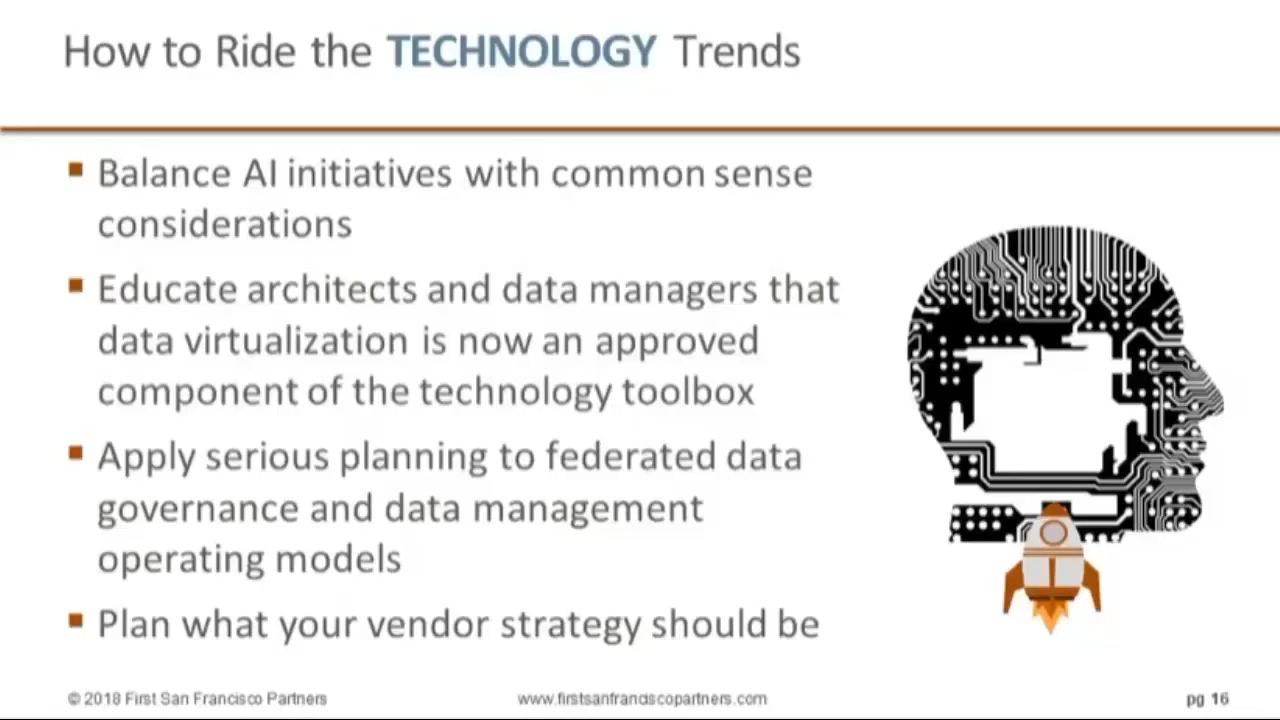 How to Ride the TECHNOLOGY Trends
Balance AI initiatives with common sense
considerations
Educate architects and data managers that
data virtualization is now an approved
component of the technology toolbox
Apply serious planning to federated data
governance and data management
operating models
Plan what your vendor strategy should be
© 2018 First San Francisco Partners
www.firstsanfranciscopartners.com
pg 16